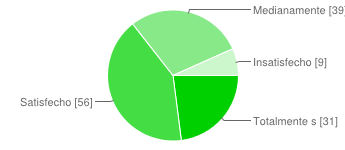 Medianamente [39]
Insatisfecho [9]
Satisfecho [56]
Totalmente s [31]